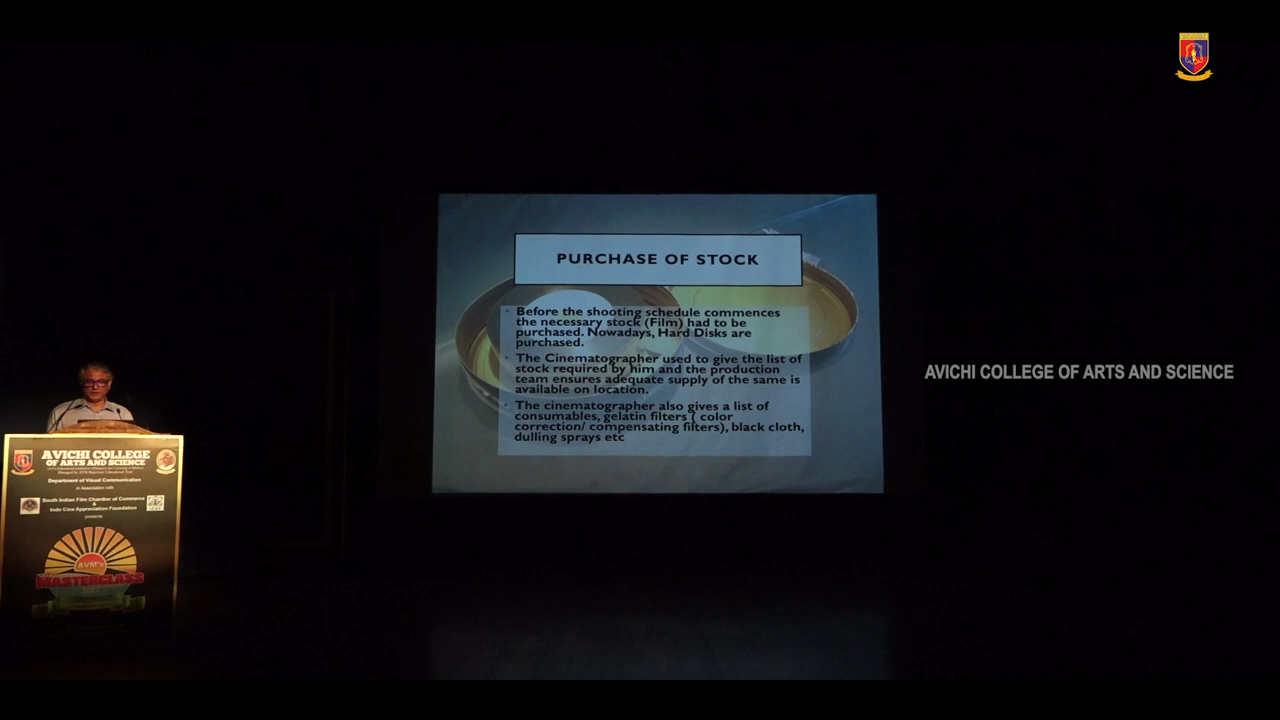 PURCHASE OF STOCK
Before the shooting schedule commences
the necessary stock (Film) had to be
purchased. Nowadays, Hard Disks are
purchased.
The Cinematographer used to give the list of
stock required by him and the production
team ensures adequate supply of the same is
available on location.
The cinematographer also gives a list of
consumables, gelatin filters ( color
correction/ compensating filters), black cloth,
dulling sprays etc
AVICHI COLLEGE OF ARTS AND SCIENCE
AVICHI COLLEGE
OF ARTS AND SCIENCE
Department of Visual Communication
in Association with
South Indian Film Chamber of Commerce
&
Indo Cine Appreciation Foundation
presents
AVM's
MASTERCLASS